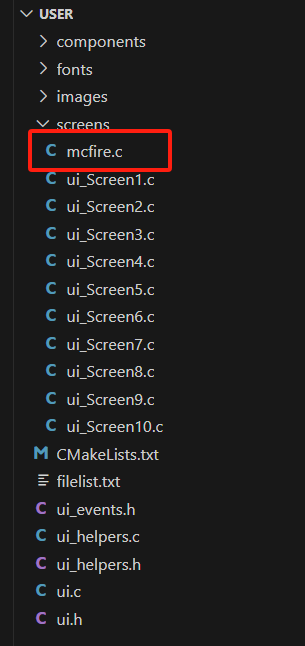 USER
components
fonts
images
screens
C mcfire.c
C ui_Screen1.c
C ui_Screen2.c
C ui_Screen3.c
C ui_Screen4.c
C ui_Screen5.c
C ui_Screen6.c
C ui_Screen7.c
C ui_Screen8.c
C ui_Screen9.c
C ui_Screen10.c
M CMakeLists.txt
filelist.txt
C ui_events.h
C ui_helpers.c
C ui_helpers.h
C ui.c
C ui.h